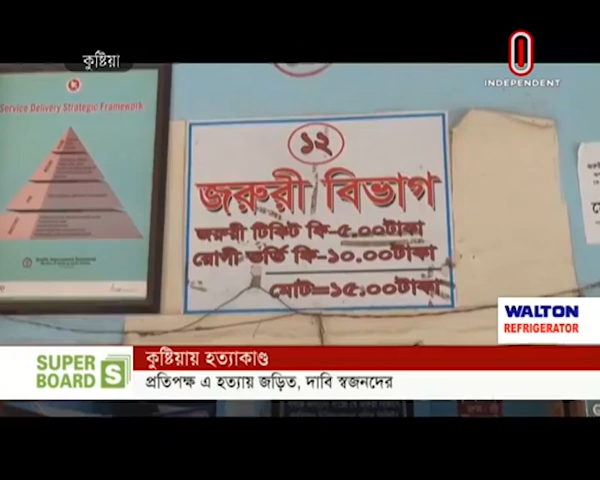 কুষ্টিয়া
INDEPENDENT
Service Delivery Strategic Framework
১২
জরুরী বিভাগ
জরুরী টিকিট ফি-৫.০০টাকা
রোগী ভর্তি ফি-১০.০০টাকা
মোট=১৫.০০টাকা
WALTON
REFRIGERATOR
SUPER
BOARD S
কুষ্টিয়ায় হত্যাকাণ্ড
প্রতিপক্ষ এ হত্যায় জড়িত, দাবি স্বজনদের